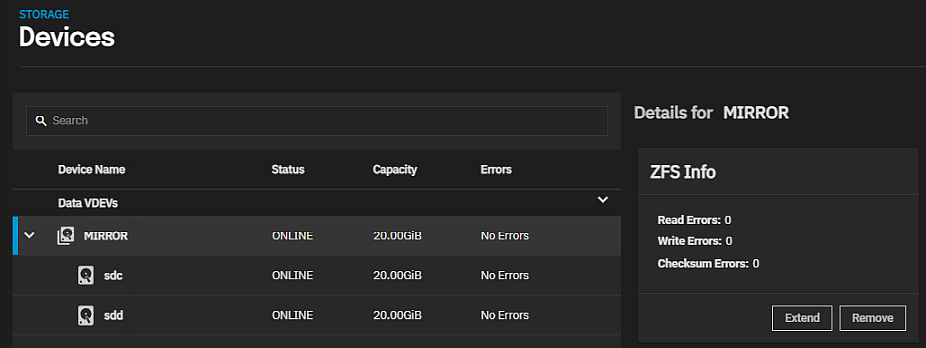 STORAGE
Devices
Search
Device Name Status Capacity Errors
Data VDEVs
MIRROR ONLINE 20.00GiB No Errors
sdc ONLINE 20.00GiB No Errors
sdd ONLINE 20.00GiB No Errors
Details for MIRROR
ZFS Info
Read Errors: 0
Write Errors: 0
Checksum Errors: 0
Extend Remove